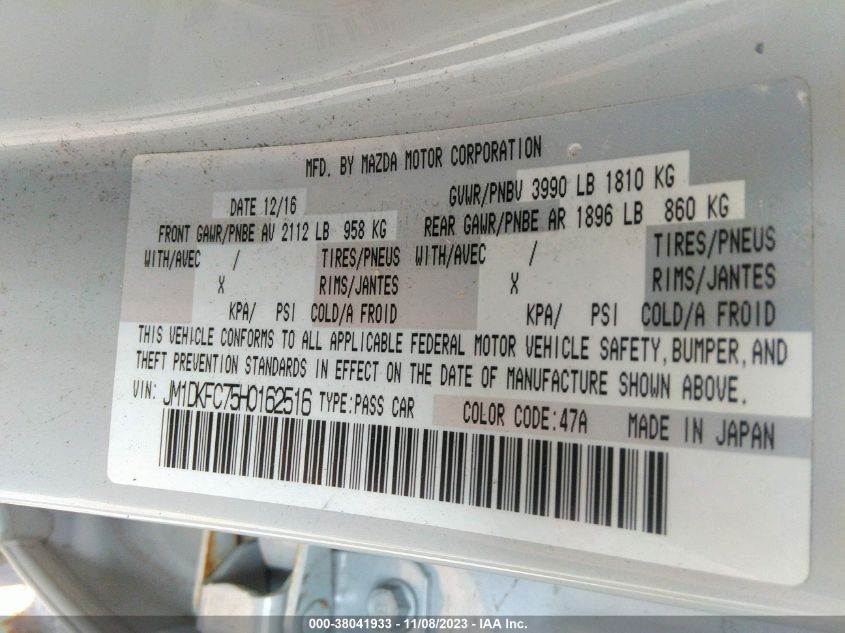 MFD. BY MAZDA MOTOR CORPORATION
DATE 12/16 GVWR/PNBV 3990 LB 1810 KG
FRONT GAWR/PNBE AV 2112 LB 958 KG REAR GAWR/PNBE AR 1896 LB 860 KG
WITH/AVEC / TIRES/PNEUS WITH/AVEC / TIRES/PNEUS
X RIMS/JANTES X RIMS/JANTES
KPA/ PSI COLD/A FROID KPA/ PSI COLD/A FROID
THIS VEHICLE CONFORMS TO ALL APPLICABLE FEDERAL MOTOR VEHICLE SAFETY, BUMPER, AND
THEFT PREVENTION STANDARDS IN EFFECT ON THE DATE OF MANUFACTURE SHOWN ABOVE.
VIN: JM1DKFC75H0162516 TYPE:PASS CAR COLOR CODE:47A MADE IN JAPAN
000-38041933 - 11/08/2023 - IAA Inc.